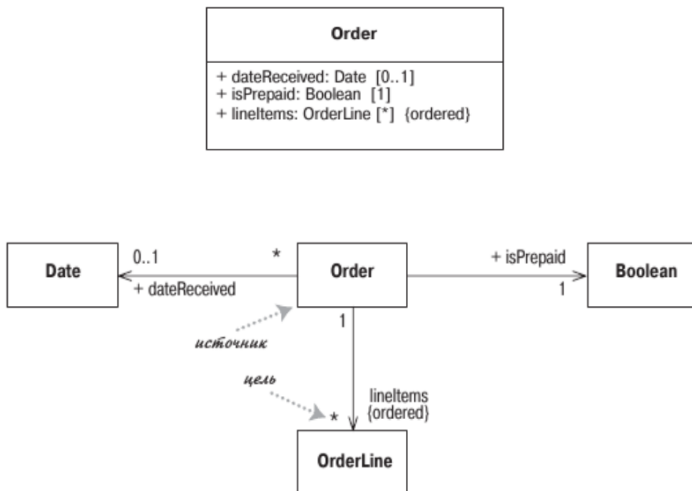 Order
+ dateReceived: Date [0..1]
+ isPrepaid: Boolean [1]
+ lineItems: OrderLine [*] {ordered}
Date
0..1
*
+ dateReceived
Order
+ isPrepaid
1
Boolean
источник
1
цель
*
lineItems
{ordered}
OrderLine